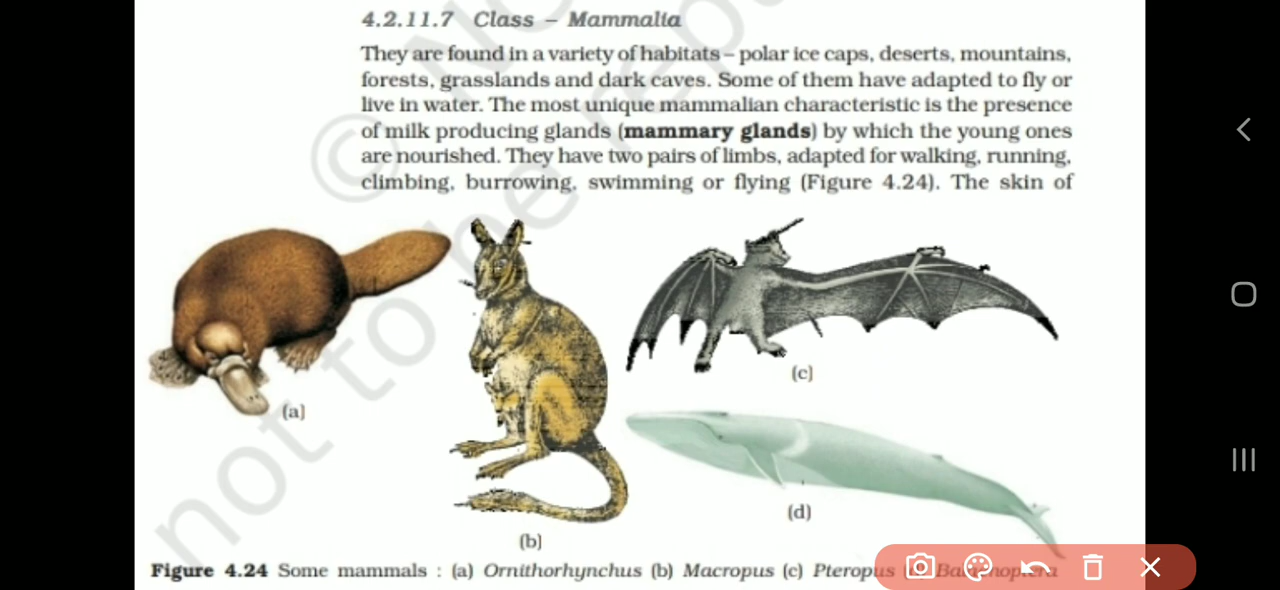 4.2.11.7 Class – Mammalia
They are found in a variety of habitats – polar ice caps, deserts, mountains,
forests, grasslands and dark caves. Some of them have adapted to fly or
live in water. The most unique mammalian characteristic is the presence
of milk producing glands (mammary glands) by which the young ones
are nourished. They have two pairs of limbs, adapted for walking, running,
climbing, burrowing, swimming or flying (Figure 4.24). The skin of
(a)
(b)
(c)
(d)
Figure 4.24 Some mammals : (a) Ornithorhynchus (b) Macropus (c) Pteropus
not to be rep
© N